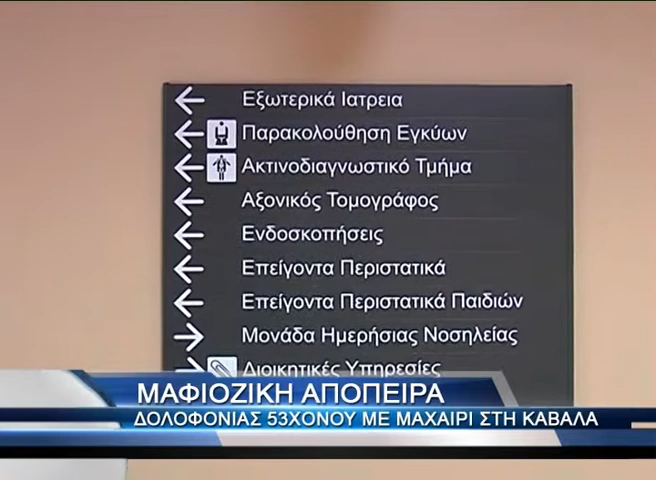 Εξωτερικά Ιατρεια
Παρακολούθηση Εγκύων
Ακτινοδιαγνωστικό Τμήμα
Αξονικός Τομογράφος
Ενδοσκοπήσεις
Επείγοντα Περιστατικά
Επείγοντα Περιστατικά Παιδιών
Μονάδα Ημερήσιας Νοσηλείας
Διοικητικές Υπηρεσίες
ΜΑΦΙΟΖΙΚΗ ΑΠΟΠΕΙΡΑ
ΔΟΛΟΦΟΝΙΑΣ 53ΧΟΝΟΥ ΜΕ ΜΑΧΑΙΡΙ ΣΤΗ ΚΑΒΑΛΑ